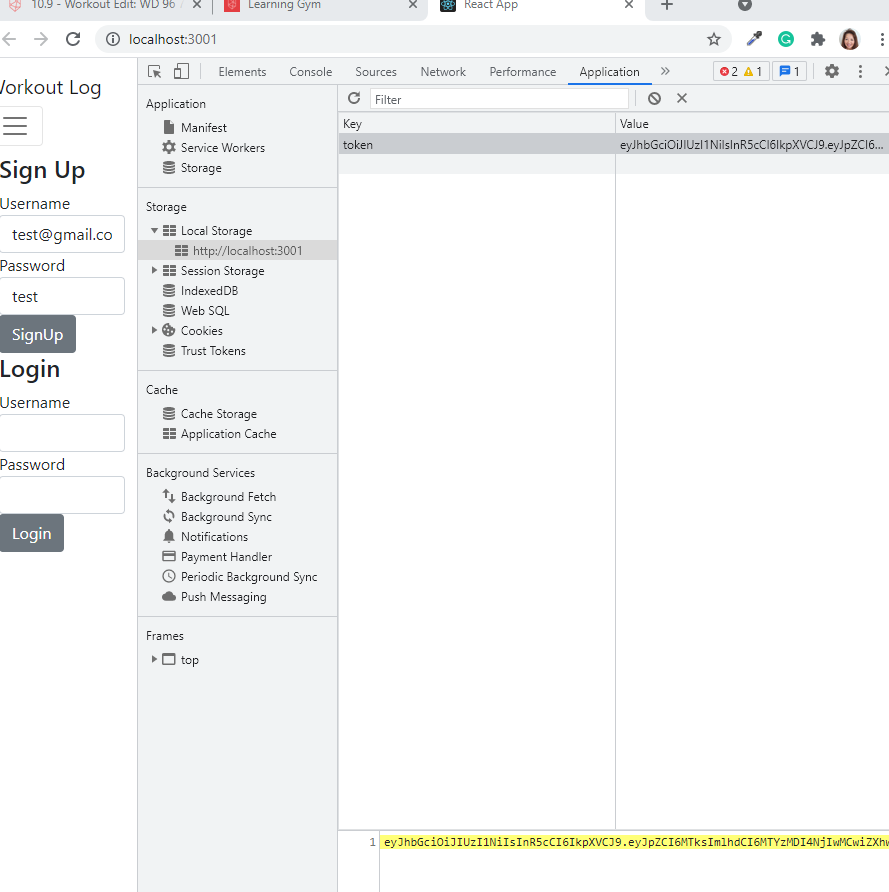 10.9 - Workout Edit: WD 96
Learning Gym
React App
localhost:3001
Workout Log
Sign Up
Username
test@gmail.co
Password
test
SignUp
Login
Username
Password
Login
Elements Console Sources Network Performance Application » 2 1 1
Application
Manifest
Service Workers
Storage
Storage
Local Storage
http://localhost:3001
Session Storage
IndexedDB
Web SQL
Cookies
Trust Tokens
Cache
Cache Storage
Application Cache
Background Services
Background Fetch
Background Sync
Notifications
Payment Handler
Periodic Background Sync
Push Messaging
Frames
top
Filter
Key Value
token eyJhbGciOiJIUzI1NiIsInR5cCI6IkpXVCJ9.eyJpZCI6...
1 eyJhbGciOiJIUzI1NiIsInR5cCI6IkpXVCJ9.eyJpZCI6MTksImlhdCI6MTYzMDI4NjIwMCwiZXhw